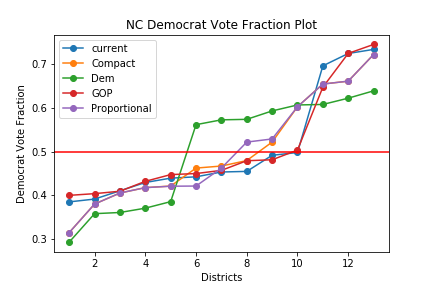 NC Democrat Vote Fraction Plot
current
Compact
Dem
GOP
Proportional
Democrat Vote Fraction
0.7
0.6
0.5
0.4
0.3
2 4 6 8 10 12
Districts